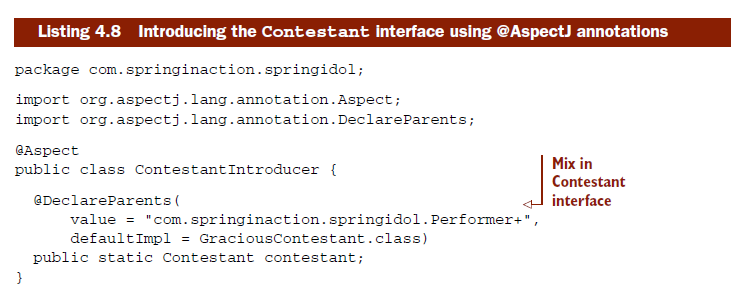 Listing 4.8 Introducing the Contestant interface using @AspectJ annotations
package com.springinaction.springidol;
import org.aspectj.lang.annotation.Aspect;
import org.aspectj.lang.annotation.DeclareParents;
@Aspect
public class ContestantIntroducer {
@DeclareParents(
value = "com.springinaction.springidol.Performer+",
defaultImpl = GraciousContestant.class)
public static Contestant contestant;
}
Mix in
Contestant
interface